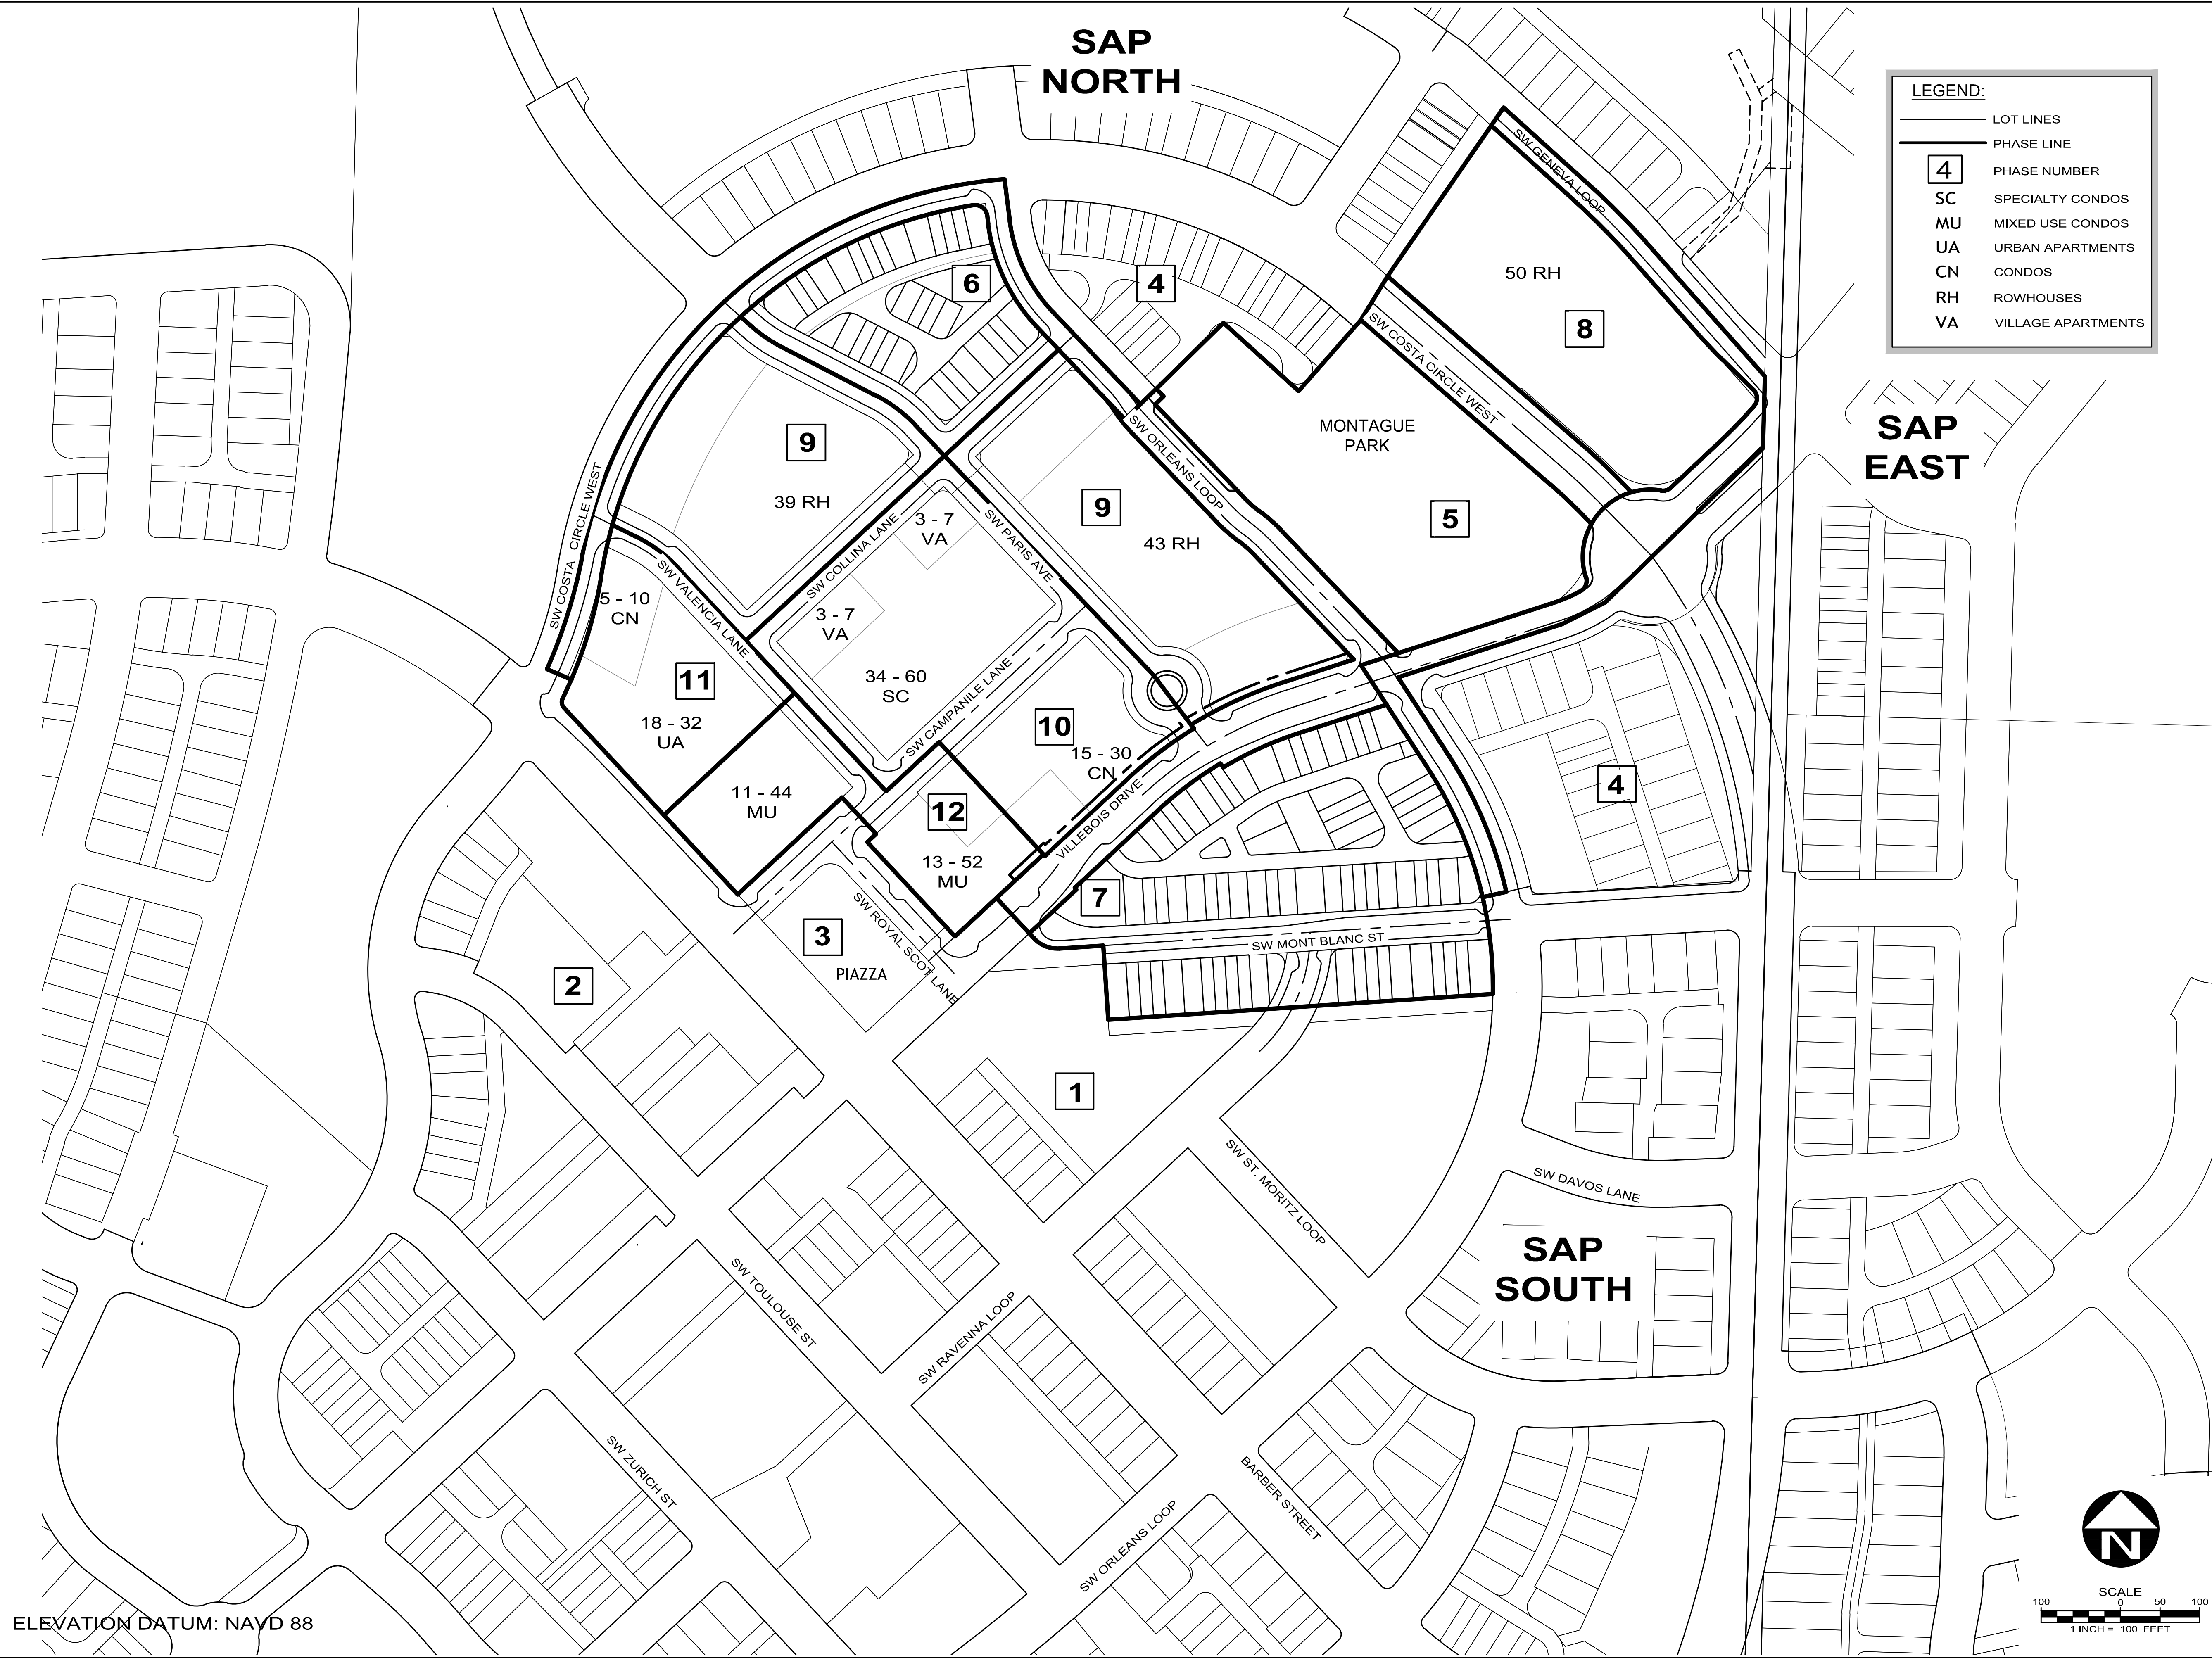 SAP
NORTH
LEGEND:
LOT LINES
PHASE LINE
4 PHASE NUMBER
SC SPECIALTY CONDOS
MU MIXED USE CONDOS
UA URBAN APARTMENTS
CN CONDOS
RH ROWHOUSES
VA VILLAGE APARTMENTS
SW GENEVA LOOP
50 RH
8
6
4
SW COSTA CIRCLE WEST
MONTAGUE
PARK
SAP
EAST
9
39 RH
SW ORLEANS LOOP
9
43 RH
5
SW COSTA CIRCLE WEST
SW COLLINA LANE
3 - 7
VA
SW PARIS AVE
5 - 10
CN
SW VALENCIA LANE
3 - 7
VA
11
34 - 60
SC
SW CAMPANILE LANE
18 - 32
UA
10
15 - 30
CN
11 - 44
MU
12
13 - 52
MU
VILLEBOIS DRIVE
4
7
3
PIAZZA
SW ROYAL SCOT LANE
SW MONT BLANC ST
2
1
SW ST. MORITZ LOOP
SW DAVOS LANE
SAP
SOUTH
SW TOULOUSE ST
SW RAVENNA LOOP
SW ZURICH ST
BARBER STREET
SW ORLEANS LOOP
N
SCALE
100 0 50 100
1 INCH = 100 FEET
ELEVATION DATUM: NAVD 88